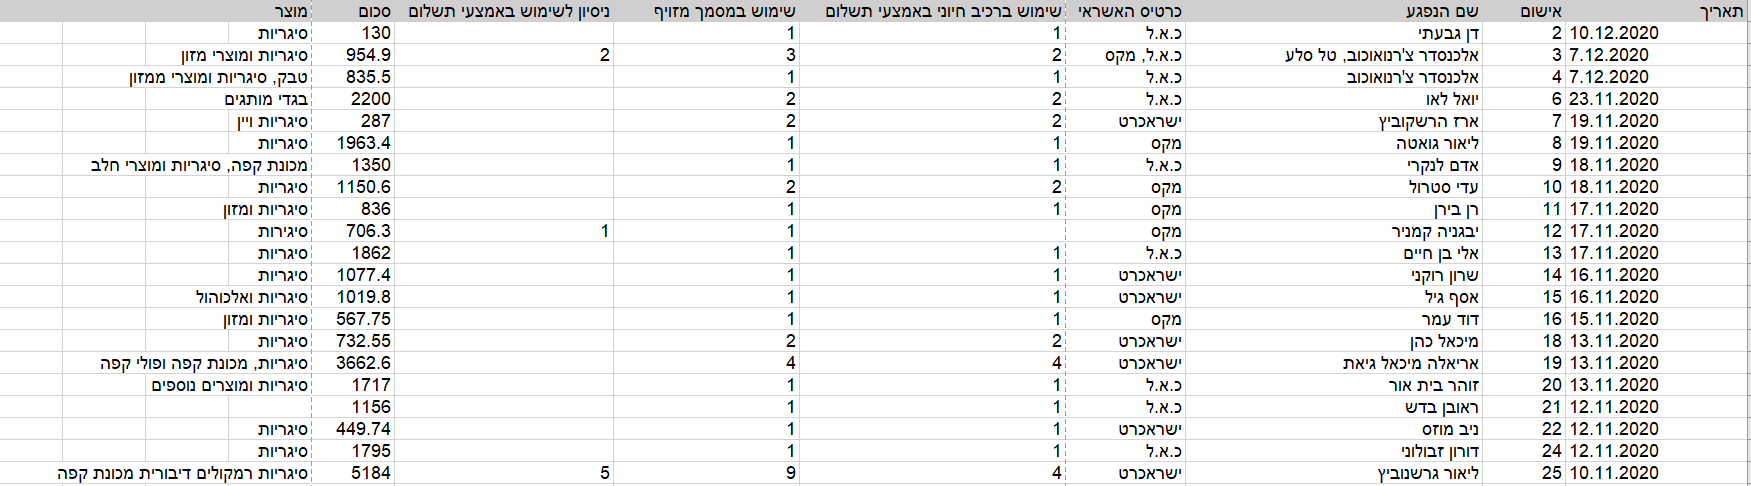 תאריך אישום שם הנפגע כרטיס האשראי שימוש ברכיב חיוני באמצעי תשלום שימוש במסמך מזויף ניסיון לשימוש באמצעי תשלום סכום מוצר
10.12.2020 2 דן גבעתי כ.א.ל 1 1 130 סיגריות
7.12.2020 3 אלכנסדר צ'רנואוכוב, טל סלע כ.א.ל, מקס 2 3 2 954.9 סיגריות ומוצרי מזון
7.12.2020 4 אלכנסדר צ'רנואוכוב כ.א.ל 1 1 835.5 טבק, סיגריות ומוצרי ממזון
23.11.2020 6 יואל לאו כ.א.ל 2 2 2200 בגדי מותגים
19.11.2020 7 ארז הרשקוביץ ישראכרט 2 2 287 סיגריות ויין
19.11.2020 8 ליאור גואטה מקס 1 1 1963.4 סיגריות
18.11.2020 9 אדם לנקרי כ.א.ל 1 1 1350 מכונת קפה, סיגריות ומוצרי חלב
18.11.2020 10 עדי סטרול מקס 2 2 1150.6 סיגריות
17.11.2020 11 רן בירן מקס 1 1 836 סיגריות ומזון
17.11.2020 12 יבגניה קמניר מקס 1 1 706.3 סיגירות
17.11.2020 13 אלי בן חיים כ.א.ל 1 1 1862 סיגריות
16.11.2020 14 שרון רוקני ישראכרט 1 1 1077.4 סיגריות
16.11.2020 15 אסף גיל ישראכרט 1 1 1019.8 סיגריות ואלכוהול
15.11.2020 16 דוד עמר מקס 1 1 567.75 סיגריות ומזון
13.11.2020 18 מיכאל כהן ישראכרט 2 2 732.55 סיגריות
13.11.2020 19 אריאלה מיכאל גיאת ישראכרט 4 4 3662.6 סיגריות, מכונת קפה ופולי קפה
13.11.2020 20 זוהר בית אור כ.א.ל 1 1 1717 סיגריות ומוצרים נוספים
12.11.2020 21 ראובן בדש כ.א.ל 1 1 1156
12.11.2020 22 ניב מוזס ישראכרט 1 1 449.74 סיגריות
12.11.2020 24 דורון זבולוני כ.א.ל 1 1 1795 סיגריות
10.11.2020 25 ליאור גרשנוביץ ישראכרט 4 9 5 5184 סיגריות רמקולים דיבורית מכונת קפה